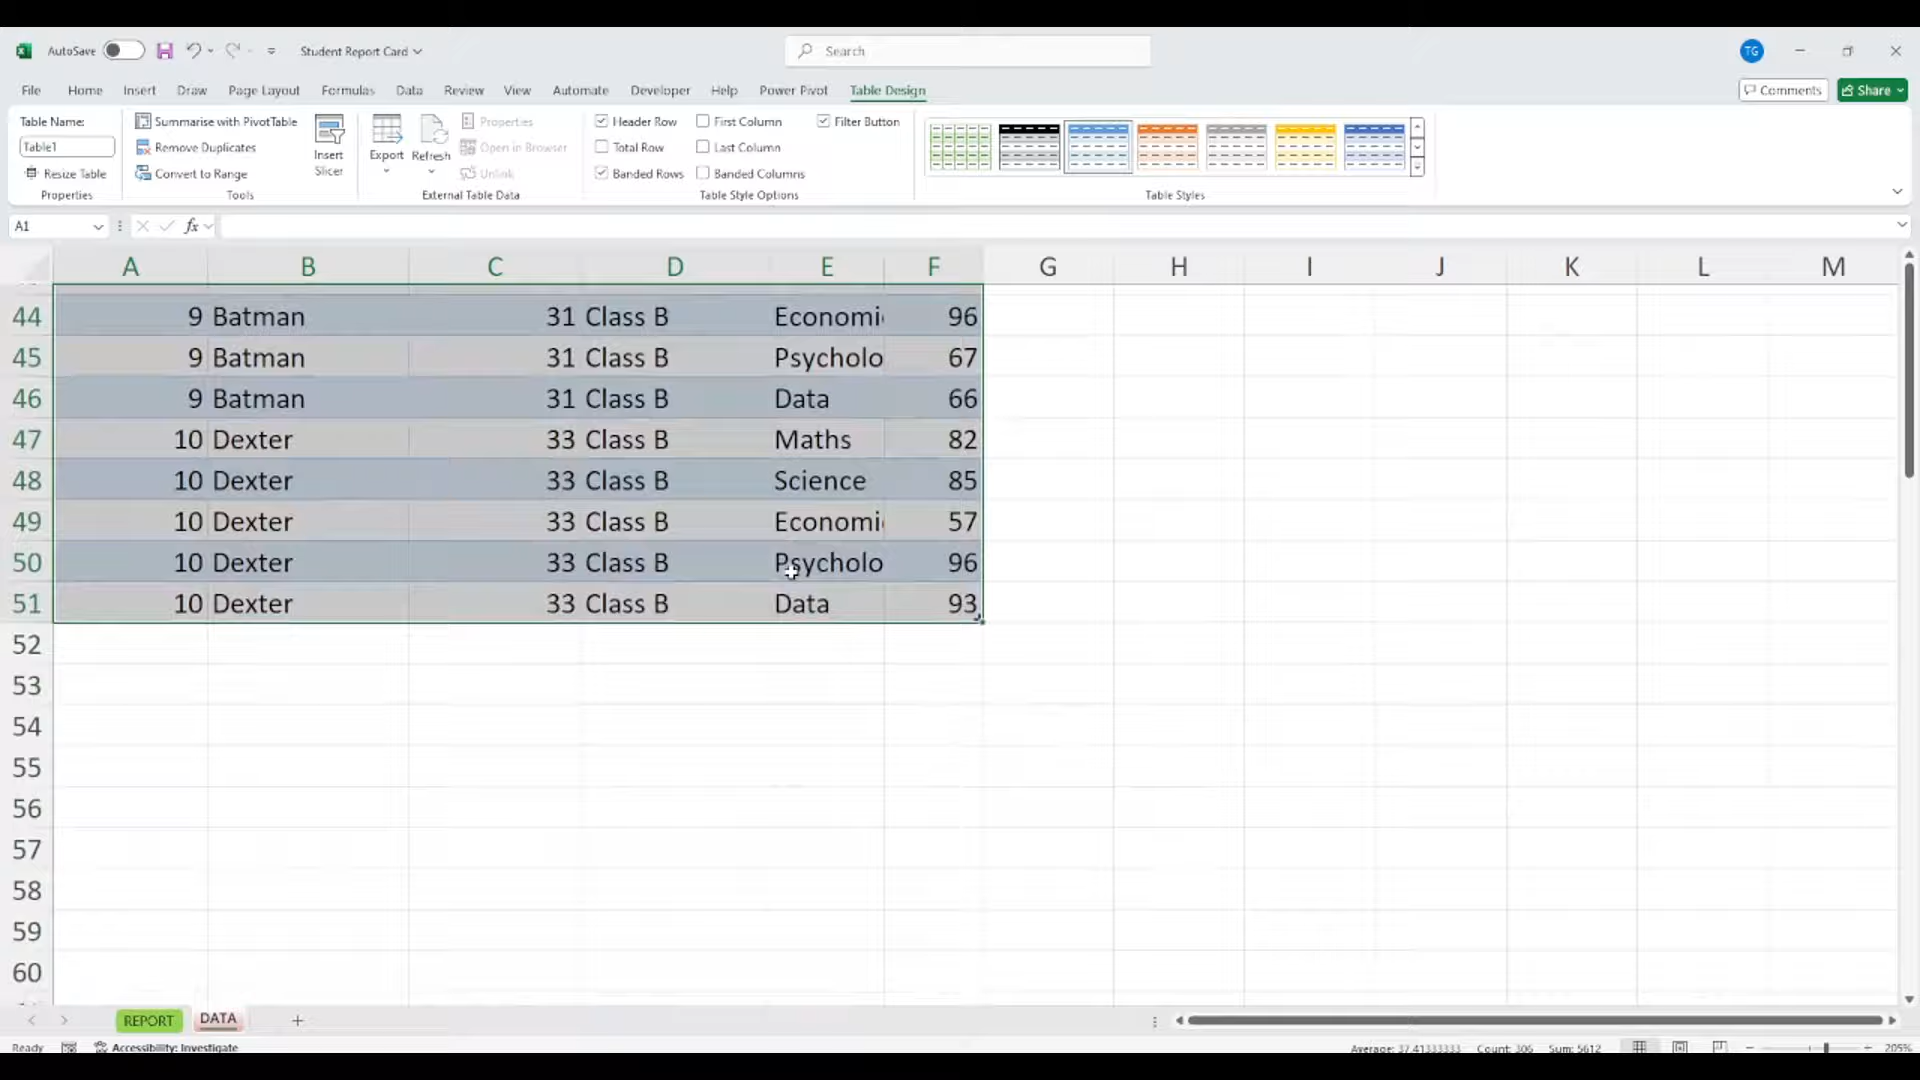 AutoSave Student Report Card Search TG
File Home Insert Draw Page Layout Formulas Data Review View Automate Developer Help Power Pivot Table Design Comments Share
Table Name: Summarise with PivotTable Properties Header Row First Column Filter Button
Table1 Remove Duplicates Insert Slicer Export Refresh Open in Browser Total Row Last Column
Resize Table Convert to Range Unlink Banded Rows Banded Columns
Properties Tools External Table Data Table Style Options Table Styles
A1 fx
A B C D E F G H I J K L M
44 9 Batman 31 Class B Economi 96
45 9 Batman 31 Class B Psycholo 67
46 9 Batman 31 Class B Data 66
47 10 Dexter 33 Class B Maths 82
48 10 Dexter 33 Class B Science 85
49 10 Dexter 33 Class B Economi 57
50 10 Dexter 33 Class B Psycholo 96
51 10 Dexter 33 Class B Data 93
52
53
54
55
56
57
58
59
60
REPORT DATA
Ready Accessibility: Investigate Average: 37.41333333 Count: 306 Sum: 5612 205%